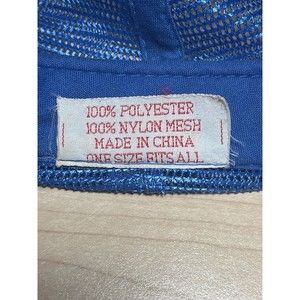 100% POLYESTER
100% NYLON MESH
MADE IN CHINA
ONE SIZE FITS ALL